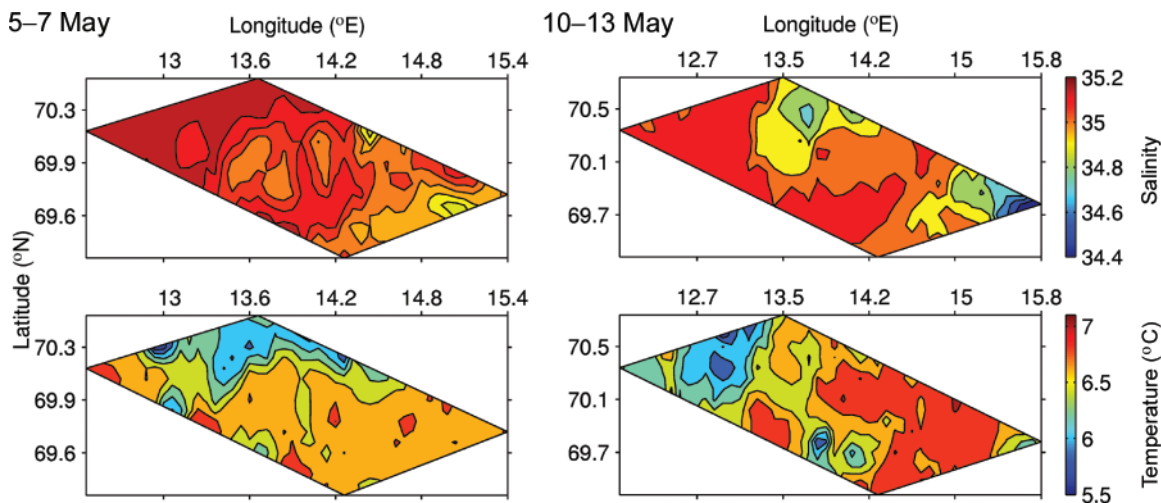 5–7 May
Longitude (ºE)
10–13 May
Longitude (ºE)
13 13.6 14.2 14.8 15.4
12.7 13.5 14.2 15 15.8
70.3
69.9
69.6
70.5
70.1
69.7
35.2
35
34.8
34.6
34.4
Salinity
Latitude (ºN)
13 13.6 14.2 14.8 15.4
12.7 13.5 14.2 15 15.8
70.3
69.9
69.6
70.5
70.1
69.7
7
6.5
6
5.5
Temperature (ºC)